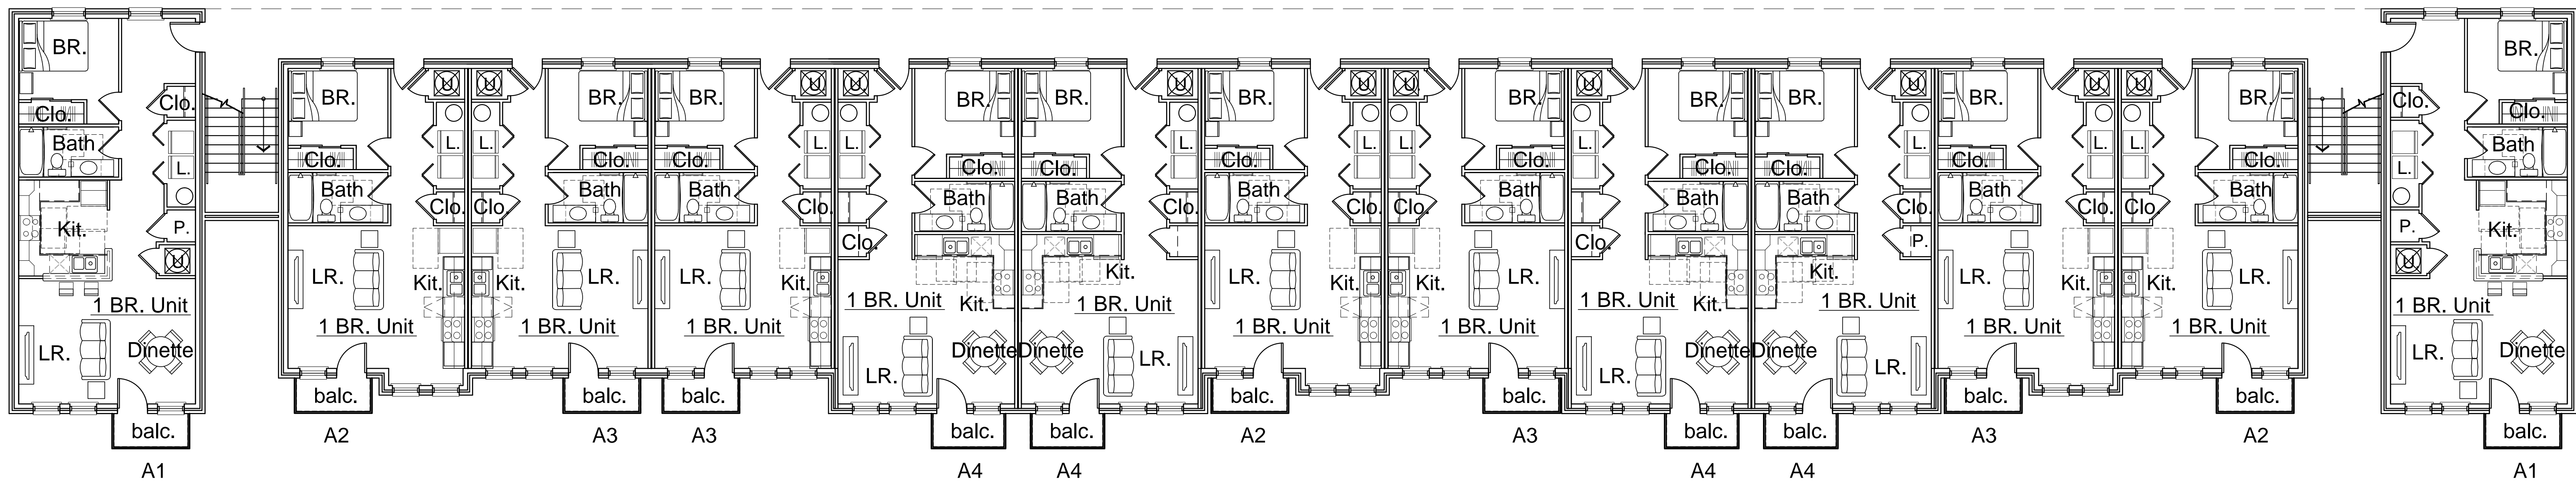 BR.
Clo.
Clo.
Bath
L.
Kit.
P.
U
1 BR. Unit
LR.
Dinette
balc.
A1
BR.
U
L.
Clo.
Bath
Clo.
LR.
Kit.
1 BR. Unit
balc.
A2
U
BR.
L.
Clo.
Bath
Clo.
LR.
Kit.
1 BR. Unit
balc.
A3
BR.
U
L.
Clo.
Bath
Clo.
LR.
Kit.
1 BR. Unit
balc.
A3
U
BR.
L.
Clo.
Bath
Clo.
1 BR. Unit
Kit.
Dinette
LR.
balc.
A4
BR.
U
L.
Clo.
Bath
Clo.
Kit.
1 BR. Unit
Dinette
LR.
balc.
A4
BR.
U
L.
Clo.
Bath
Clo.
LR.
Kit.
1 BR. Unit
balc.
A2
U
BR.
L.
Clo.
Bath
Clo.
Kit.
LR.
1 BR. Unit
balc.
A3
U
BR.
L.
Clo.
Bath
Clo.
1 BR. Unit
Kit.
Dinette
LR.
balc.
A4
BR.
U
L.
Clo.
Bath
Clo.
P.
Kit.
1 BR. Unit
Dinette
LR.
balc.
A4
BR.
U
L.
Clo.
Bath
Clo.
LR.
Kit.
1 BR. Unit
balc.
A3
U
BR.
L.
Clo.
Bath
Clo.
LR.
Kit.
1 BR. Unit
balc.
A2
BR.
Clo.
Clo.
Bath
L.
P.
Kit.
U
1 BR. Unit
LR.
Dinette
balc.
A1